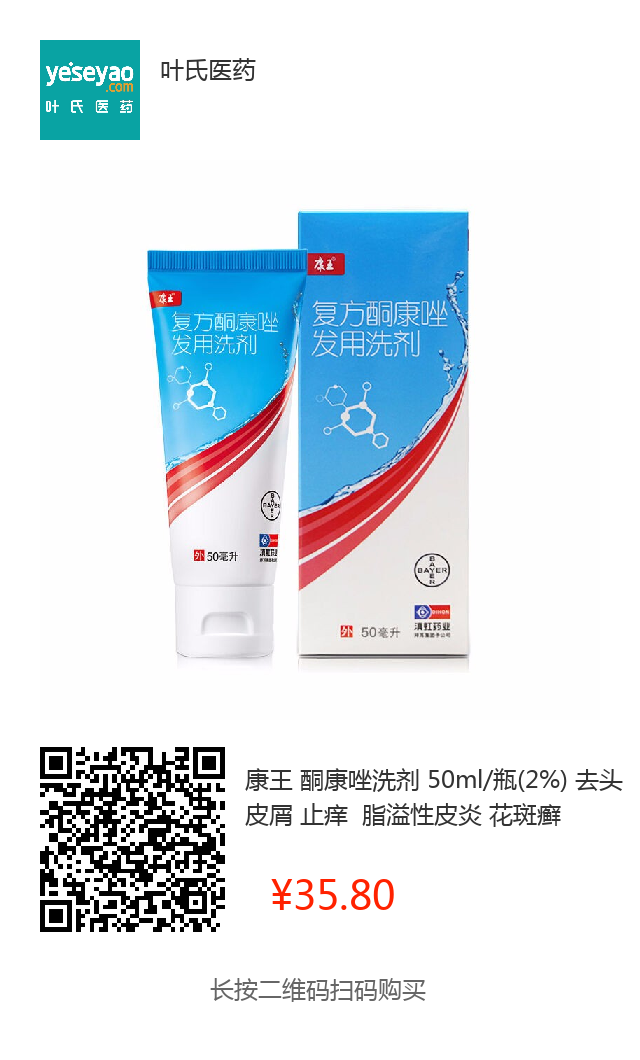 yeseyao
.com
叶氏医药
叶氏医药
康王
复方酮康唑
发用洗剂
BAYER
BAYER
外 50毫升
滇虹药业
康王
复方酮康唑
发用洗剂
BAYER
BAYER
DIHON
外 50毫升
滇虹药业
康王 酮康唑洗剂 50ml/瓶(2%) 去头
皮屑 止痒 脂溢性皮炎 花斑癣
¥35.80
长按二维码扫码购买